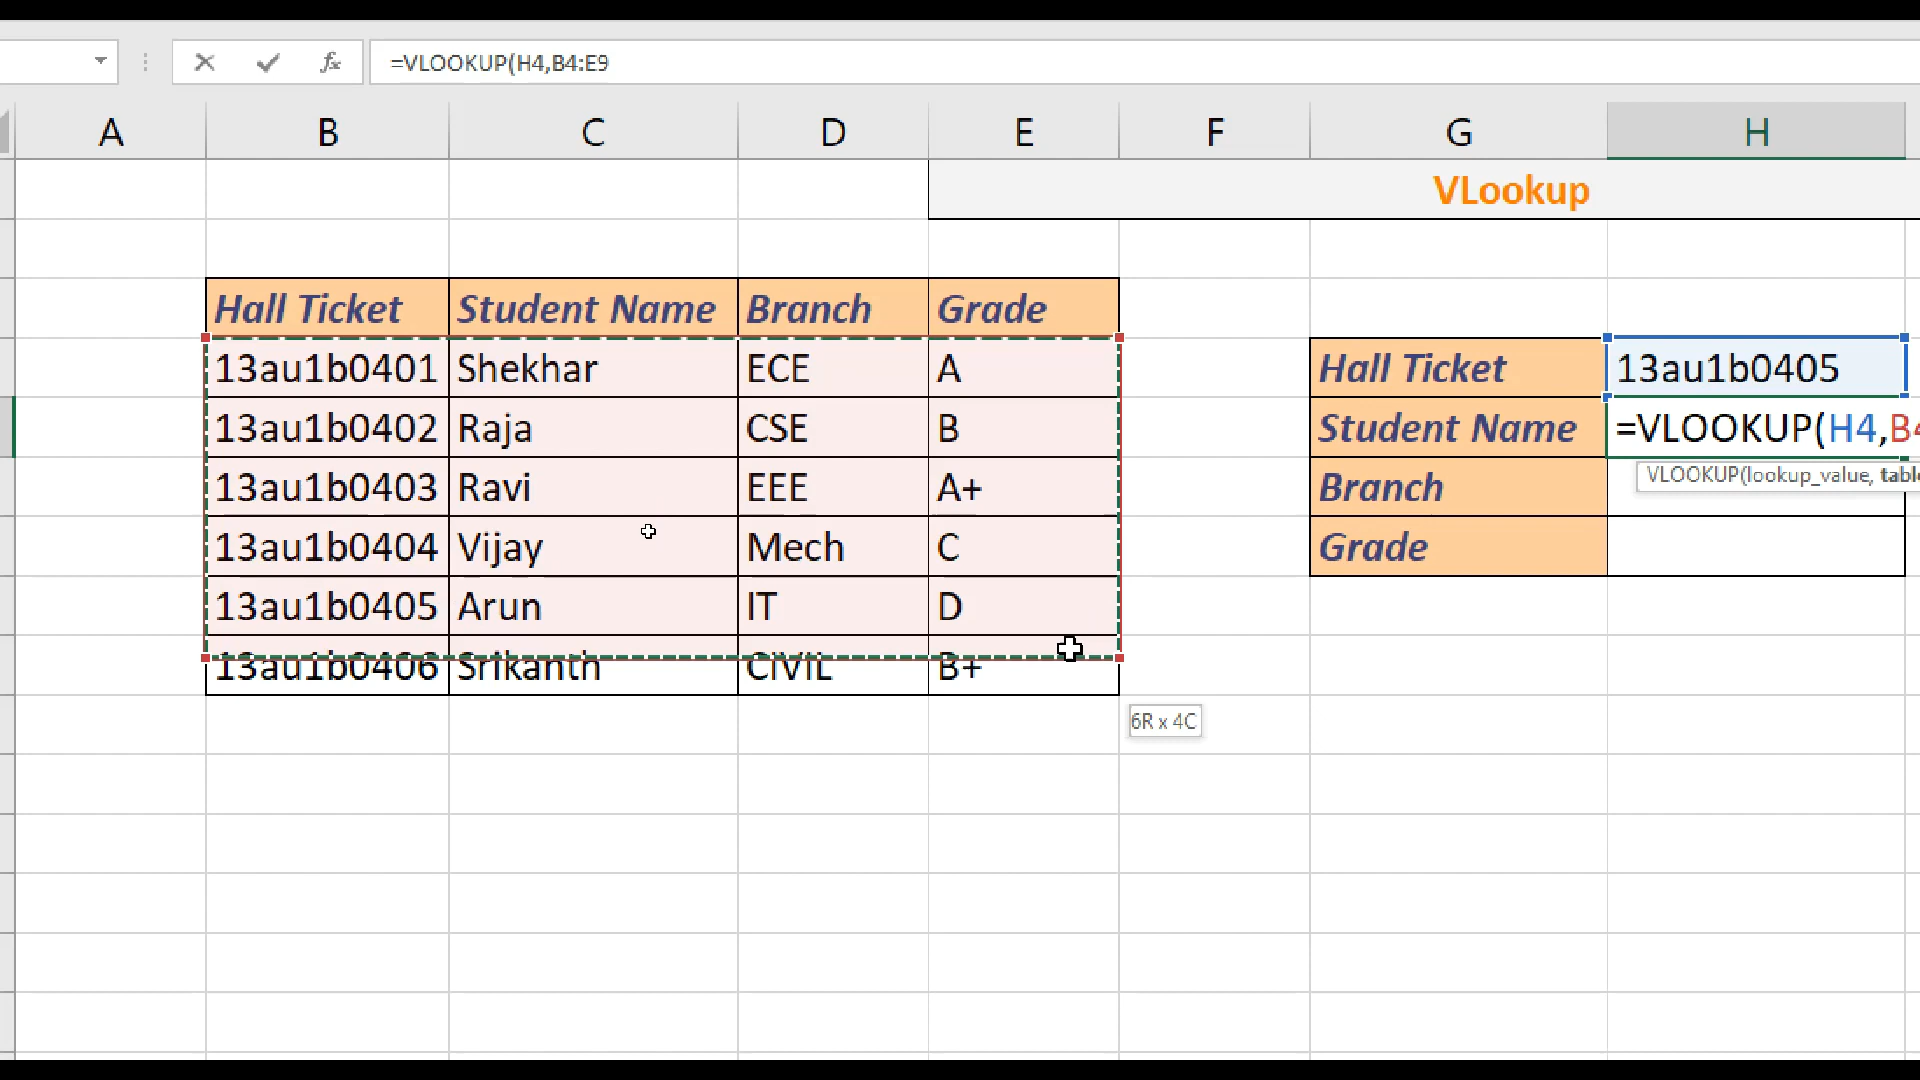 =VLOOKUP(H4,B4:E9
A B C D E F G H
VLookup
Hall Ticket Student Name Branch Grade
13au1b0401 Shekhar ECE A
Hall Ticket 13au1b0405
13au1b0402 Raja CSE B
Student Name =VLOOKUP(H4,B4
VLOOKUP(lookup_value, table
13au1b0403 Ravi EEE A+
Branch
13au1b0404 Vijay Mech C
Grade
13au1b0405 Arun IT D
13au1b0406 Srikanth CIVIL B+
6R x 4C